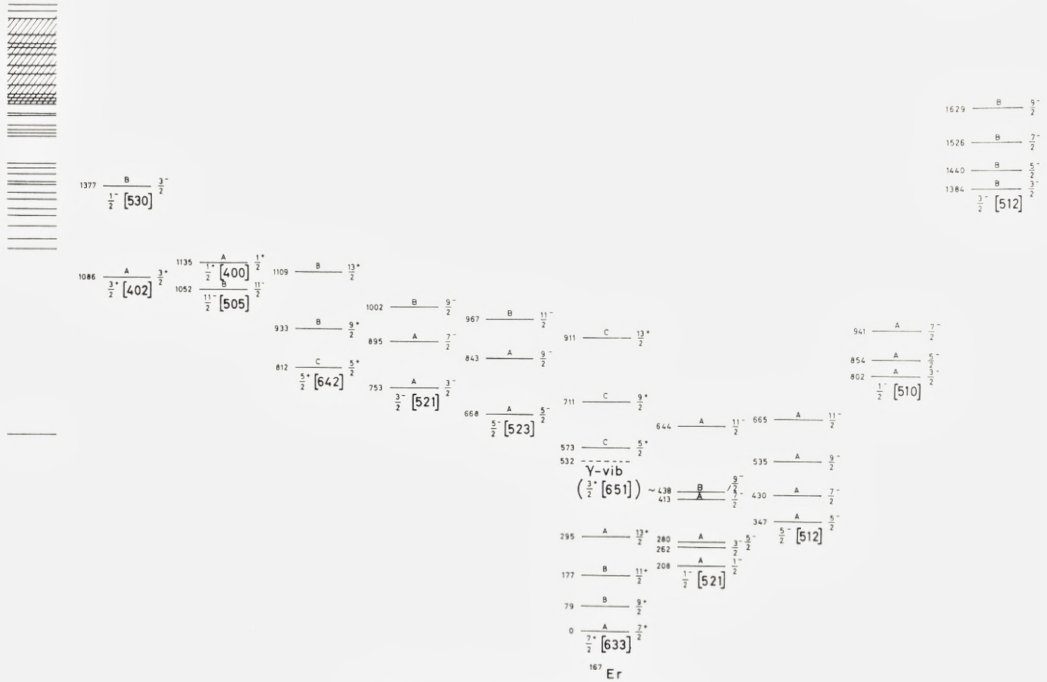 1629 B 9/2⁻
1526 B 7/2⁻
1440 B 5/2⁻
1384 B 3/2⁻
3/2⁻ [512]
1377 B 3/2⁻
1/2⁻ [530]
1135 A 1/2⁺
1/2⁺ [400]
1086 A 3/2⁺
3/2⁺ [402]
1052 B 11/2⁻
11/2⁻ [505]
1109 B 13/2⁺
933 B 9/2⁺
812 C 5/2⁺
5/2⁺ [642]
1002 B 9/2⁻
895 A 7/2⁻
753 A 3/2⁻
3/2⁻ [521]
967 B 11/2⁻
843 A 9/2⁻
668 A 5/2⁻
5/2⁻ [523]
911 C 13/2⁺
711 C 9/2⁺
573 C 5/2⁺
532
γ-vib
(3/2⁺ [651])
295 A 13/2⁺
177 B 11/2⁺
79 B 9/2⁺
0 A 7/2⁺
7/2⁺ [633]
644 A 11/2⁻
~438 B 9/2⁻
413 A 7/2⁻
280 A 5/2⁻
262 3/2⁻
208 A 1/2⁻
1/2⁻ [521]
665 A 11/2⁻
535 A 9/2⁻
430 A 7/2⁻
347 A 5/2⁻
5/2⁻ [512]
941 A 7/2⁻
854 A 5/2⁻
802 A 3/2⁻
1/2⁻ [510]
¹⁶⁷Er